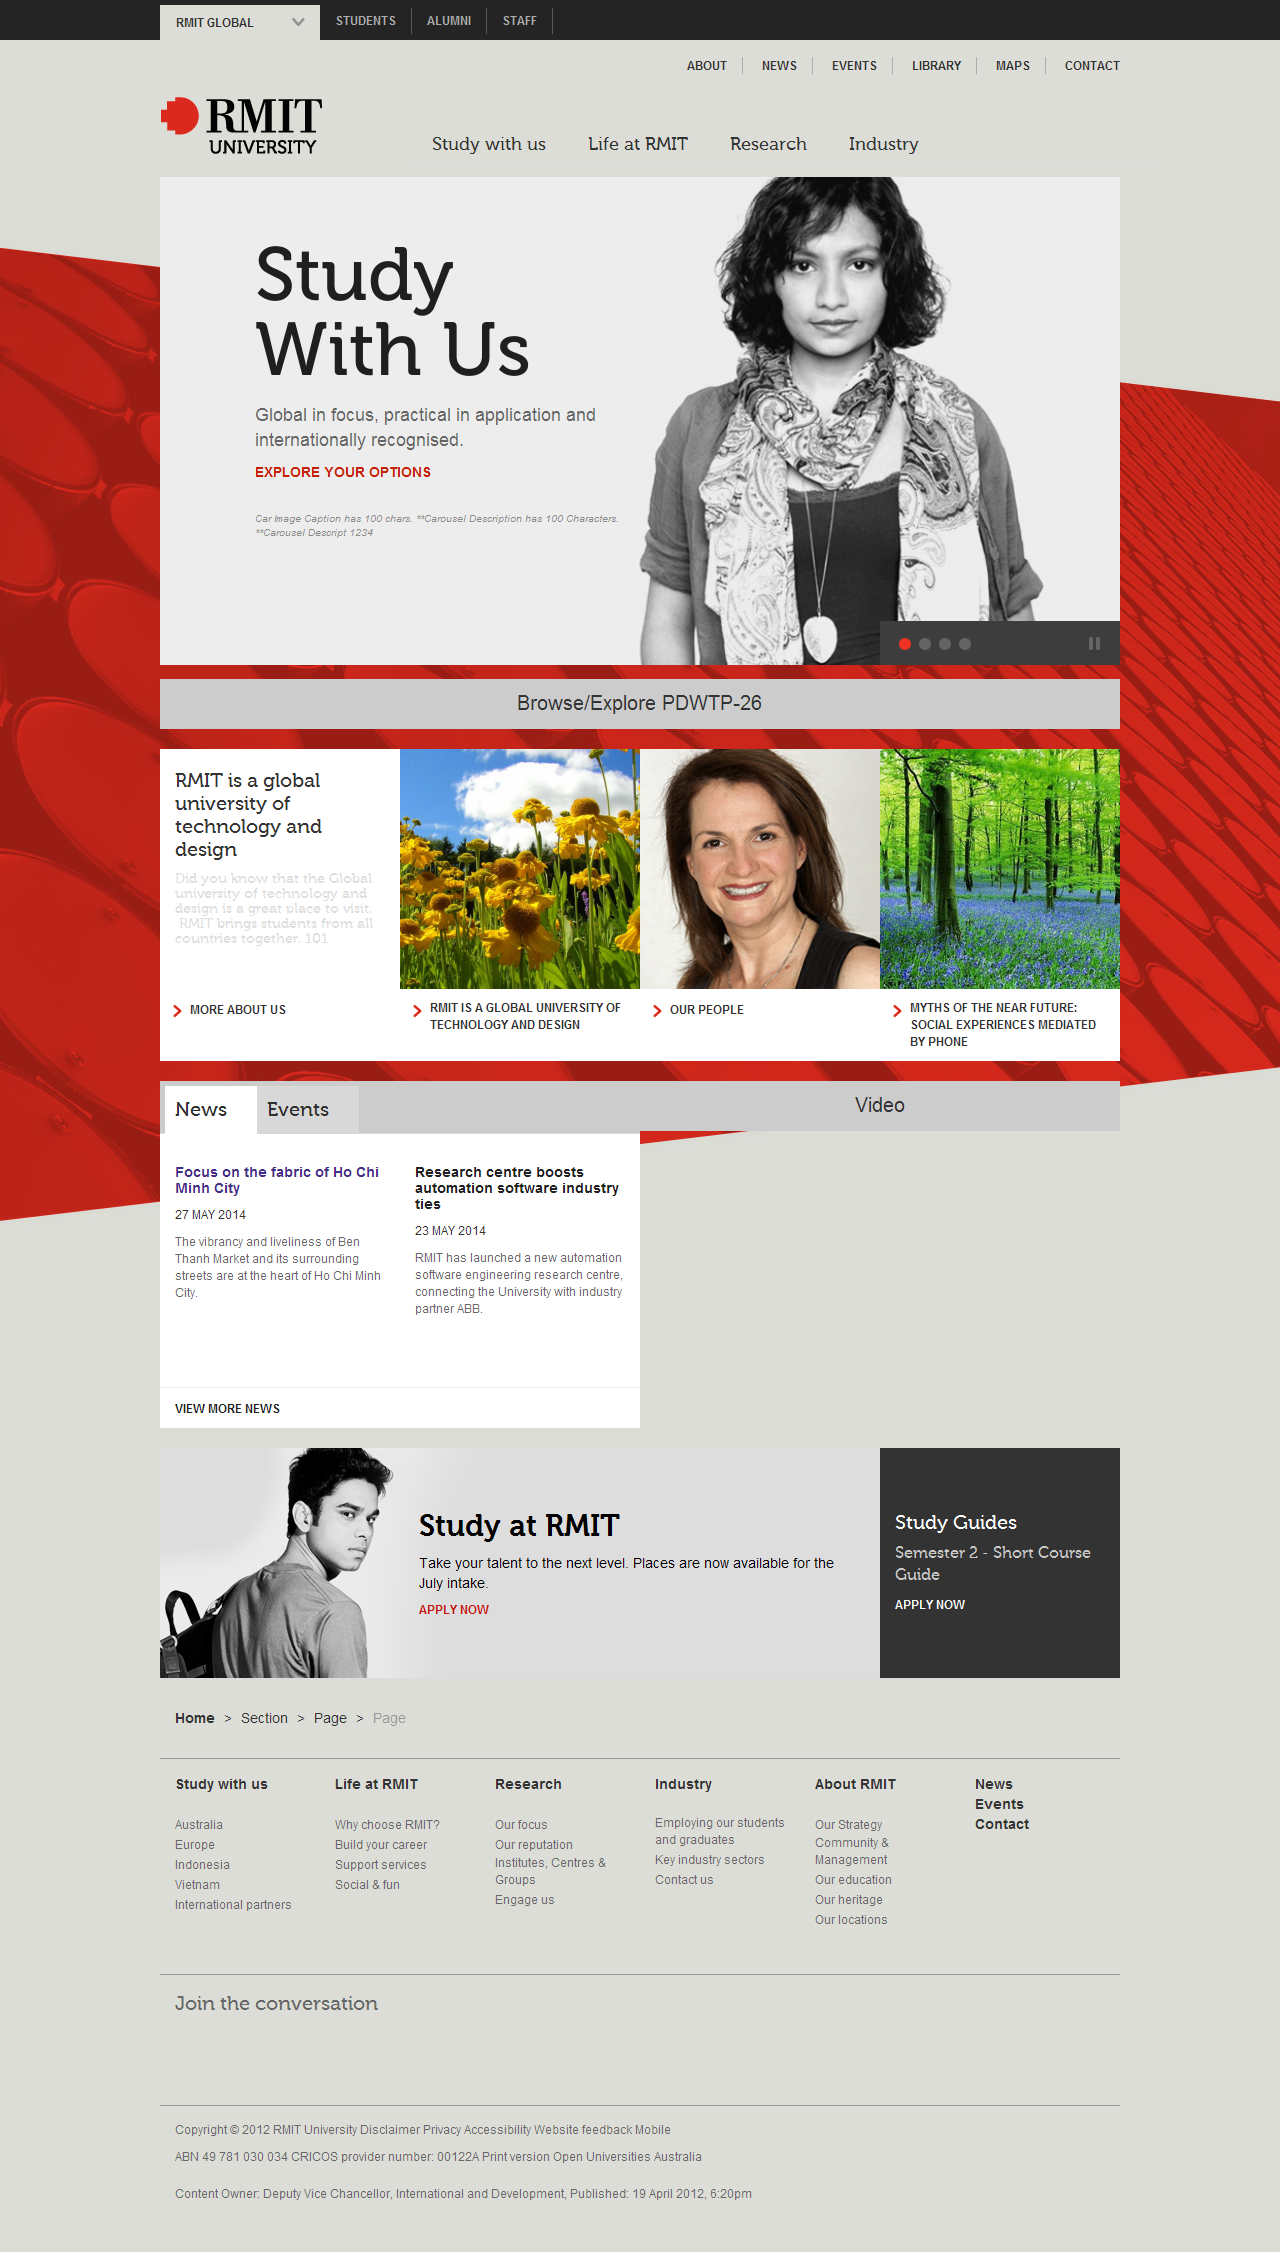 RMIT GLOBAL
STUDENTS
ALUMNI
STAFF
ABOUT
NEWS
EVENTS
LIBRARY
MAPS
CONTACT
RMIT
UNIVERSITY
Study with us
Life at RMIT
Research
Industry
Study
With Us
Global in focus, practical in application and
internationally recognised.
EXPLORE YOUR OPTIONS
Car Image Caption has 100 chars. **Carousel Description has 100 Characters.
**Carousel Descript 1234
Browse/Explore PDWTP-26
RMIT is a global
university of
technology and
design
Did you know that the Global
university of technology and
design is a great place to visit.
RMIT brings students from all
countries together. 101
MORE ABOUT US
RMIT IS A GLOBAL UNIVERSITY OF
TECHNOLOGY AND DESIGN
OUR PEOPLE
MYTHS OF THE NEAR FUTURE:
SOCIAL EXPERIENCES MEDIATED
BY PHONE
News
Events
Video
Focus on the fabric of Ho Chi
Minh City
27 MAY 2014
The vibrancy and liveliness of Ben
Thanh Market and its surrounding
streets are at the heart of Ho Chi Minh
City.
Research centre boosts
automation software industry
ties
23 MAY 2014
RMIT has launched a new automation
software engineering research centre,
connecting the University with industry
partner ABB.
VIEW MORE NEWS
Study at RMIT
Take your talent to the next level. Places are now available for the
July intake.
APPLY NOW
Study Guides
Semester 2 - Short Course
Guide
APPLY NOW
Home > Section > Page > Page
Study with us
Australia
Europe
Indonesia
Vietnam
International partners
Life at RMIT
Why choose RMIT?
Build your career
Support services
Social & fun
Research
Our focus
Our reputation
Institutes, Centres &
Groups
Engage us
Industry
Employing our students
and graduates
Key industry sectors
Contact us
About RMIT
Our Strategy
Community &
Management
Our education
Our heritage
Our locations
News
Events
Contact
Join the conversation
Copyright © 2012 RMIT University Disclaimer Privacy Accessibility Website feedback Mobile
ABN 49 781 030 034 CRICOS provider number: 00122A Print version Open Universities Australia
Content Owner: Deputy Vice Chancellor, International and Development, Published: 19 April 2012, 6:20pm